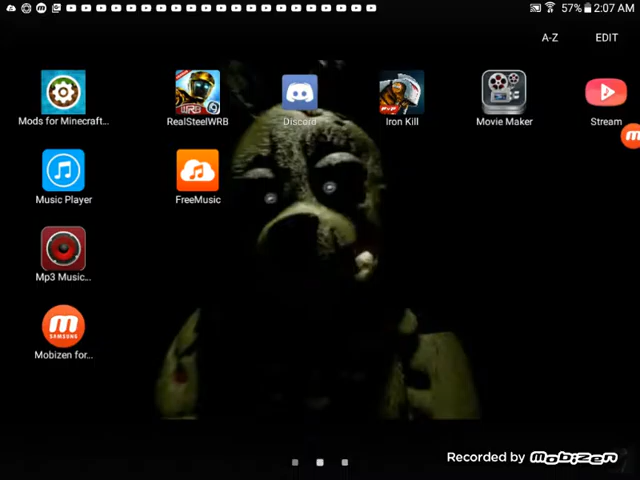 57% 2:07 AM
A-Z EDIT
Mods for Minecraft...
RealSteelWRB
Discord
Iron Kill
Movie Maker
Stream
Music Player
FreeMusic
Mp3 Music...
SAMSUNG
Mobizen for...
Recorded by mobizen